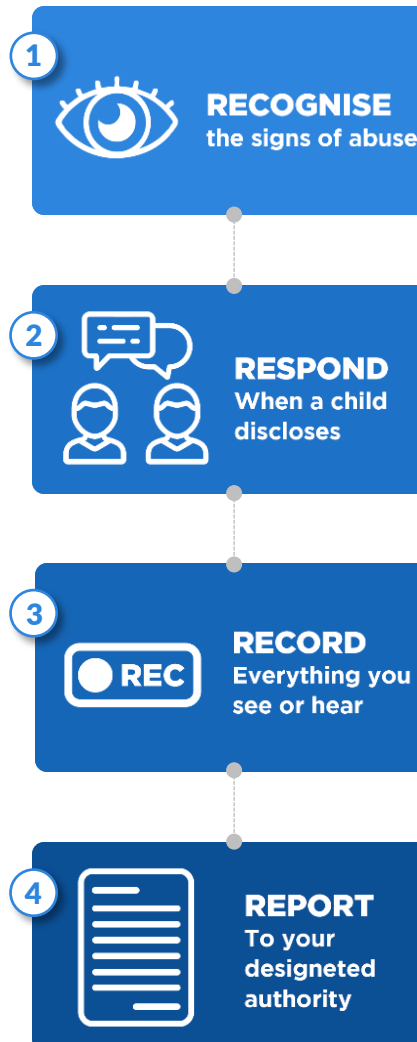 1
RECOGNISE
the signs of abuse
2
RESPOND
When a child
discloses
3
REC
RECORD
Everything you
see or hear
4
REPORT
To your
designeted
authority